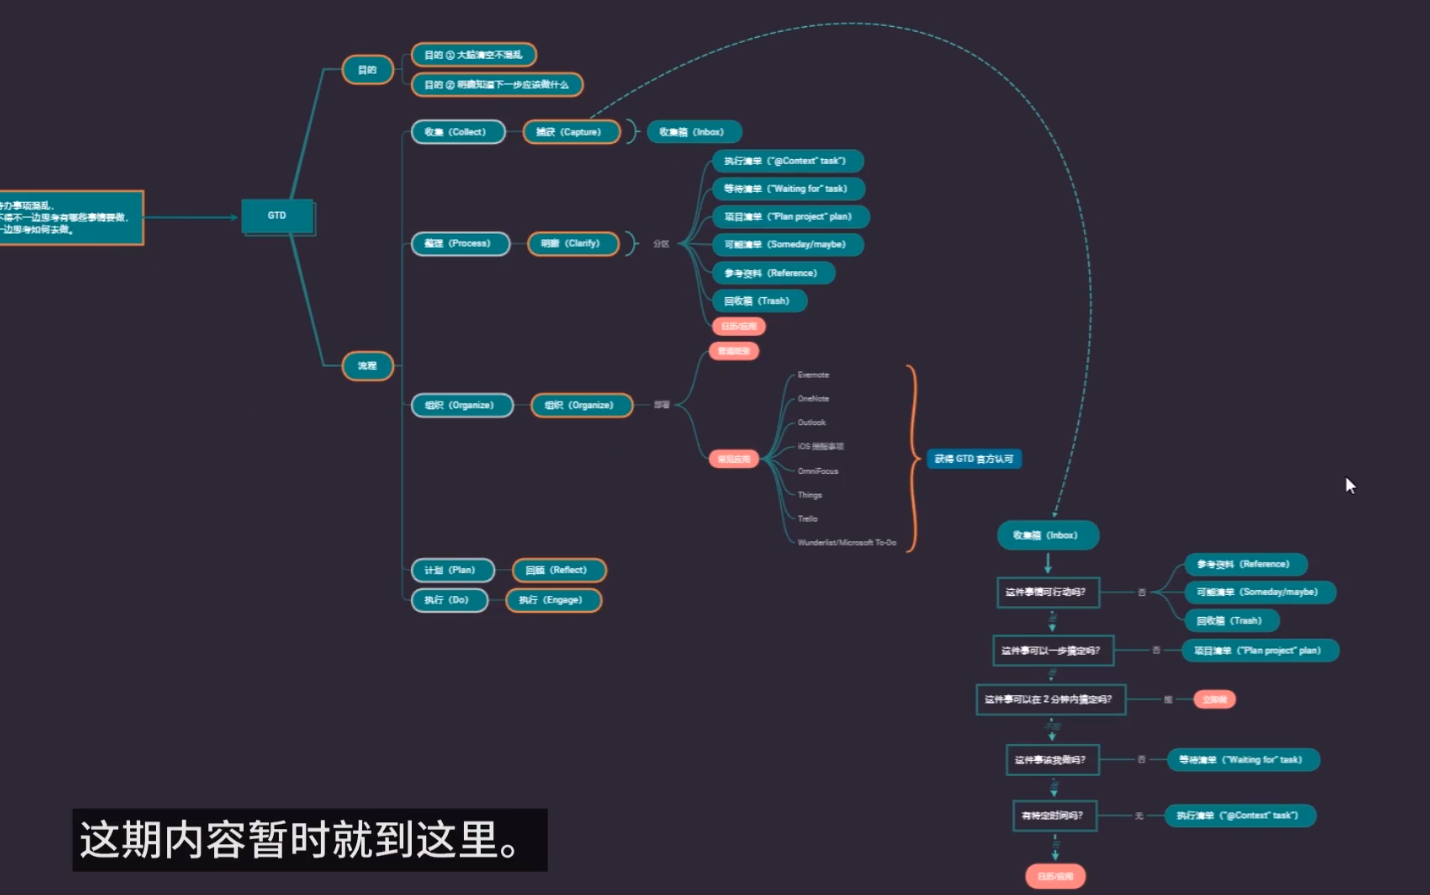 待办事项混乱、
不得不一边思考有哪些事情要做，
一边思考如何去做。
GTD
目的
目的 ① 大脑清空不混乱
目的 ② 明确知道下一步应该做什么
流程
收集（Collect）
捕获（Capture）
收集箱（Inbox）
整理（Process）
明晰（Clarify）
分区
执行清单（"@Context" task"）
等待清单（"Waiting for" task）
项目清单（"Plan project" plan）
可能清单（Someday/maybe）
参考资料（Reference）
回收箱（Trash）
日历/应用
组织（Organize）
组织（Organize）
部署
常见应用
Evernote
OneNote
Outlook
iOS 提醒事项
OmniFocus
Things
Trello
Wunderlist/Microsoft To-Do
获得 GTD 官方认可
计划（Plan）
回顾（Reflect）
执行（Do）
执行（Engage）
收集箱（Inbox）
这件事情可行动吗？
否
参考资料（Reference）
可能清单（Someday/maybe）
回收箱（Trash）
是
这件事可以一步搞定吗？
否
项目清单（"Plan project" plan）
是
这件事可以在 2 分钟内搞定吗？
能
立即做
不能
这件事该我做吗？
否
等待清单（"Waiting for" task）
是
有特定时间吗？
无
执行清单（"@Context" task"）
日历/应用
这期内容暂时就到这里。